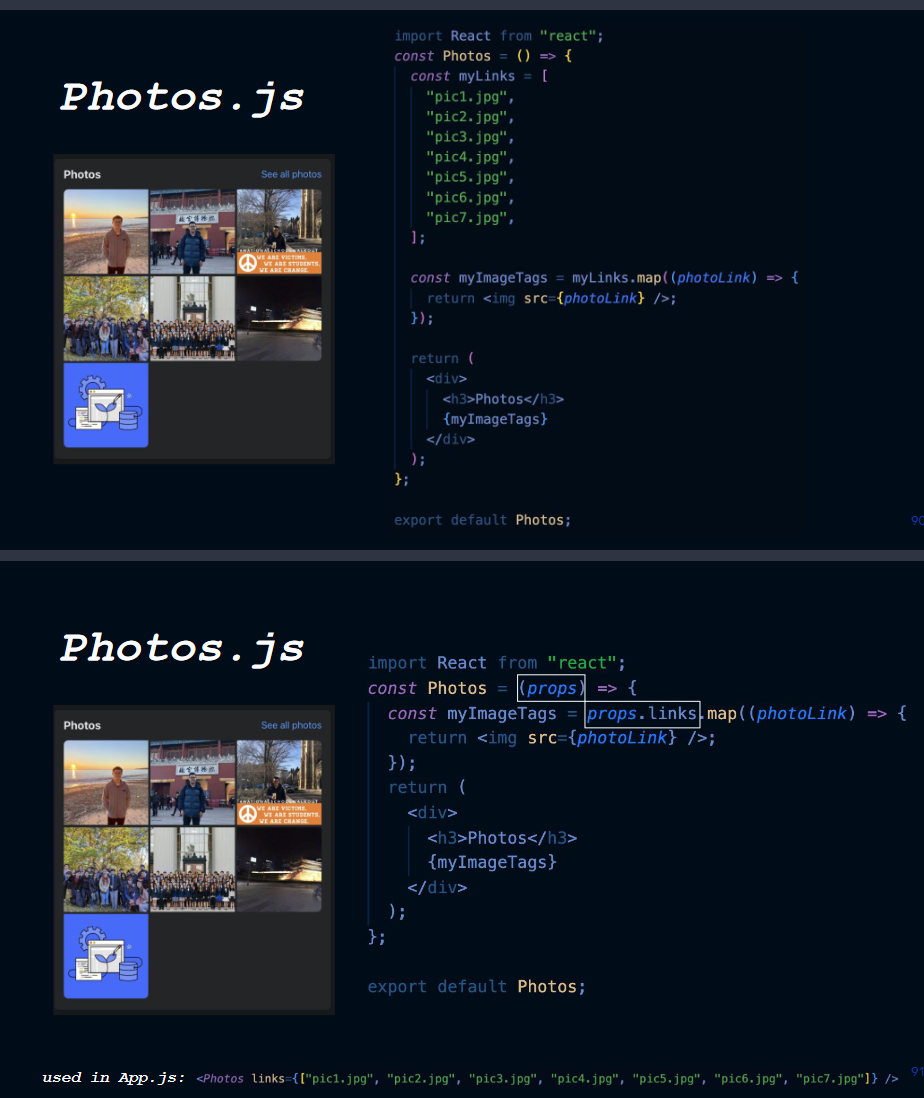 Photos.js
Photos See all photos
WE ARE VICTIMS.
WE ARE STUDENTS.
WE ARE CHANGE.
import React from "react";
const Photos = () => {
const myLinks = [
"pic1.jpg",
"pic2.jpg",
"pic3.jpg",
"pic4.jpg",
"pic5.jpg",
"pic6.jpg",
"pic7.jpg",
];
const myImageTags = myLinks.map((photoLink) => {
return <img src={photoLink} />;
});
return (
<div>
<h3>Photos</h3>
{myImageTags}
</div>
);
};
export default Photos;
90
Photos.js
Photos See all photos
WE ARE VICTIMS.
WE ARE STUDENTS.
WE ARE CHANGE.
import React from "react";
const Photos = (props) => {
const myImageTags = props.links.map((photoLink) => {
return <img src={photoLink} />;
});
return (
<div>
<h3>Photos</h3>
{myImageTags}
</div>
);
};
export default Photos;
used in App.js: <Photos links={["pic1.jpg", "pic2.jpg", "pic3.jpg", "pic4.jpg", "pic5.jpg", "pic6.jpg", "pic7.jpg"]} />
91